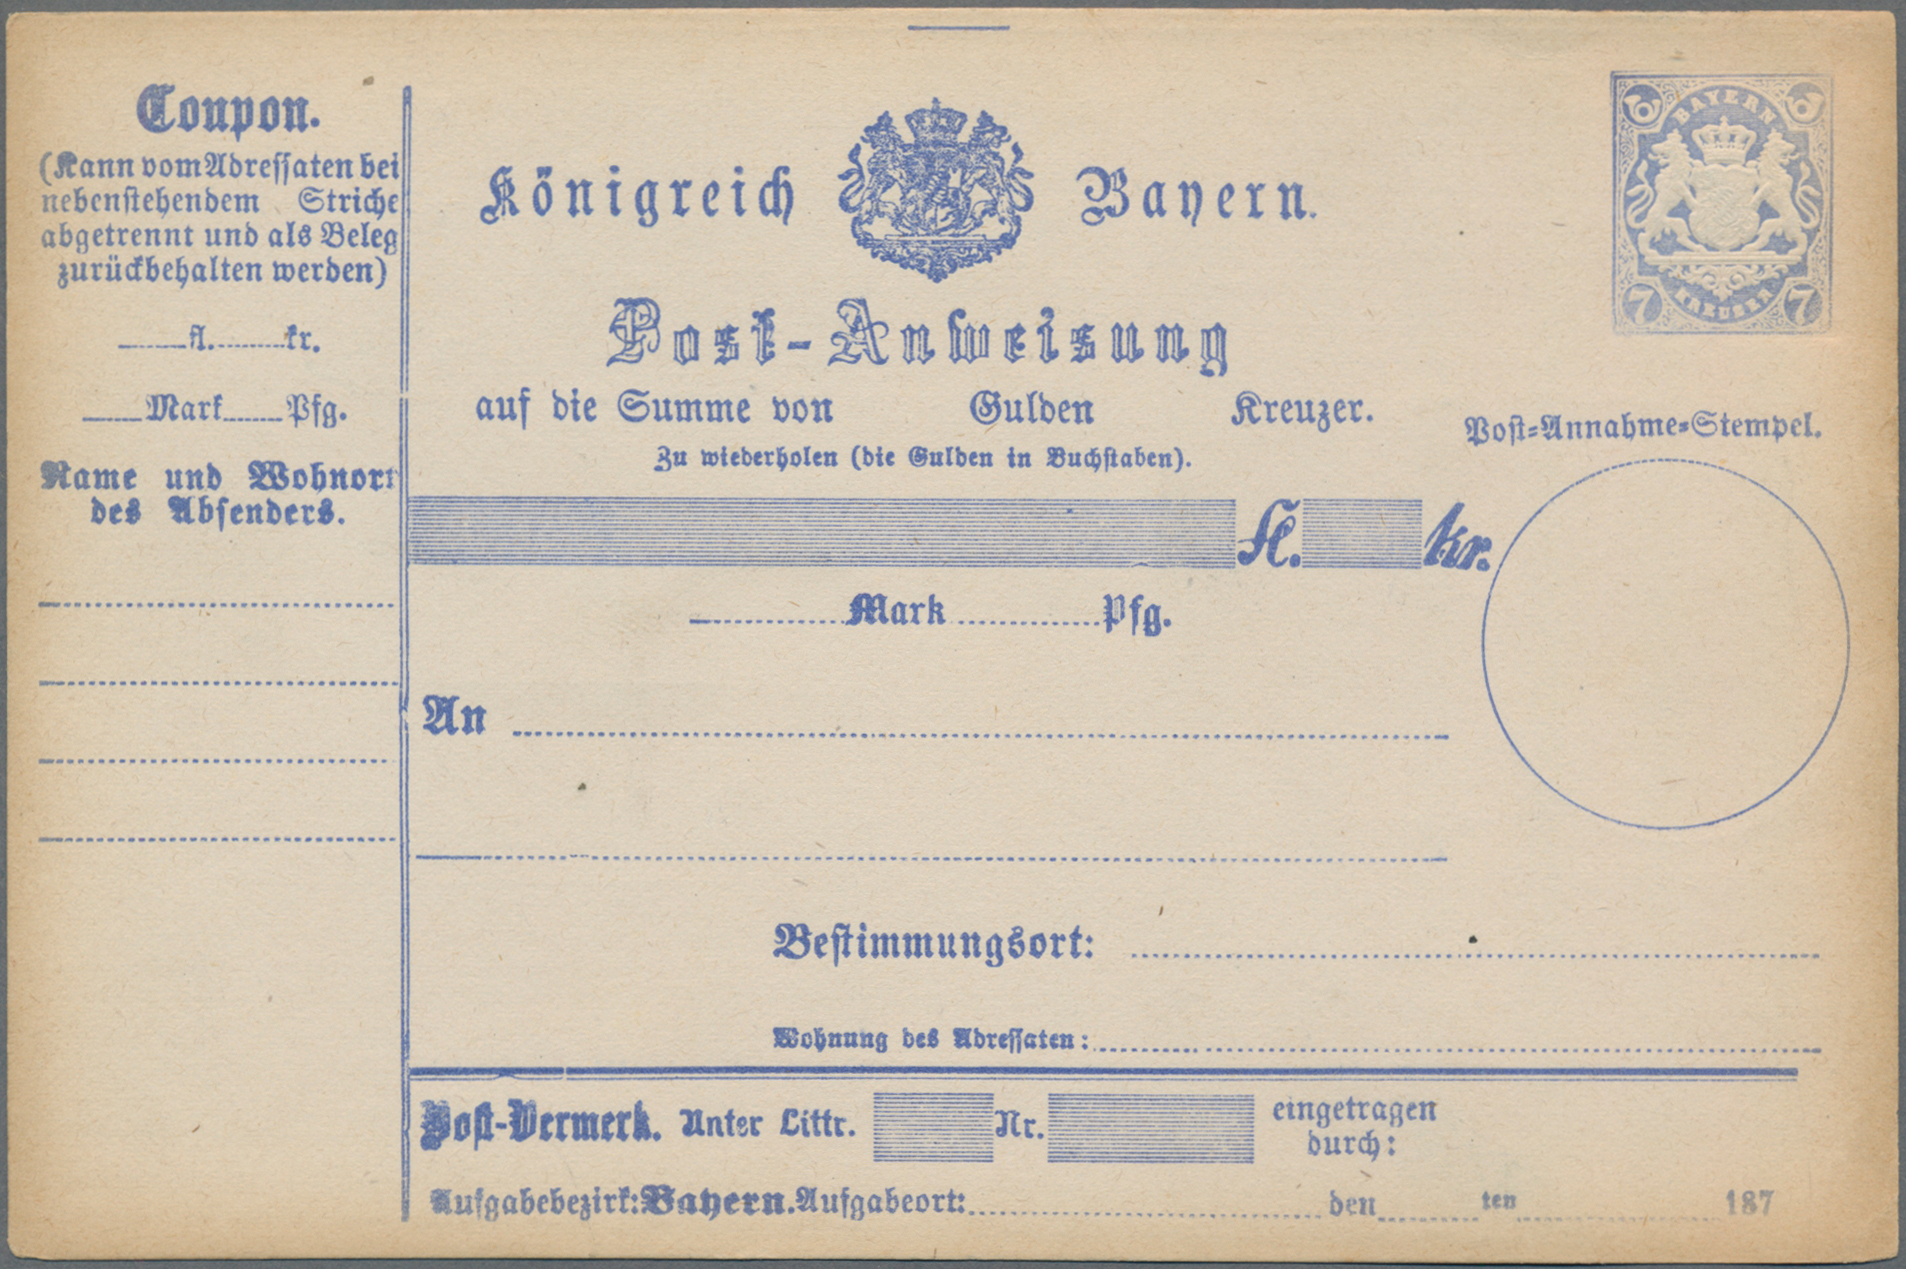 Coupon.
(Kann vom Adressaten bei
nebenstehendem Striche
abgetrennt und als Beleg
zurückbehalten werden)
fl. kr.
Mark Pfg.
Name und Wohnort
des Absenders.
Königreich Bayern.
BAYERN
KREUZER
7 7
Post-Anweisung
auf die Summe von Gulden Kreuzer.
Zu wiederholen (die Gulden in Buchstaben).
fl. kr.
Mark Pfg.
Post-Annahme-Stempel.
An
Bestimmungsort:
Wohnung des Adressaten:
Post-Vermerk. Unter Littr. Nr. eingetragen
durch:
Aufgabebezirk: Bayern. Aufgabeort: den ten 187